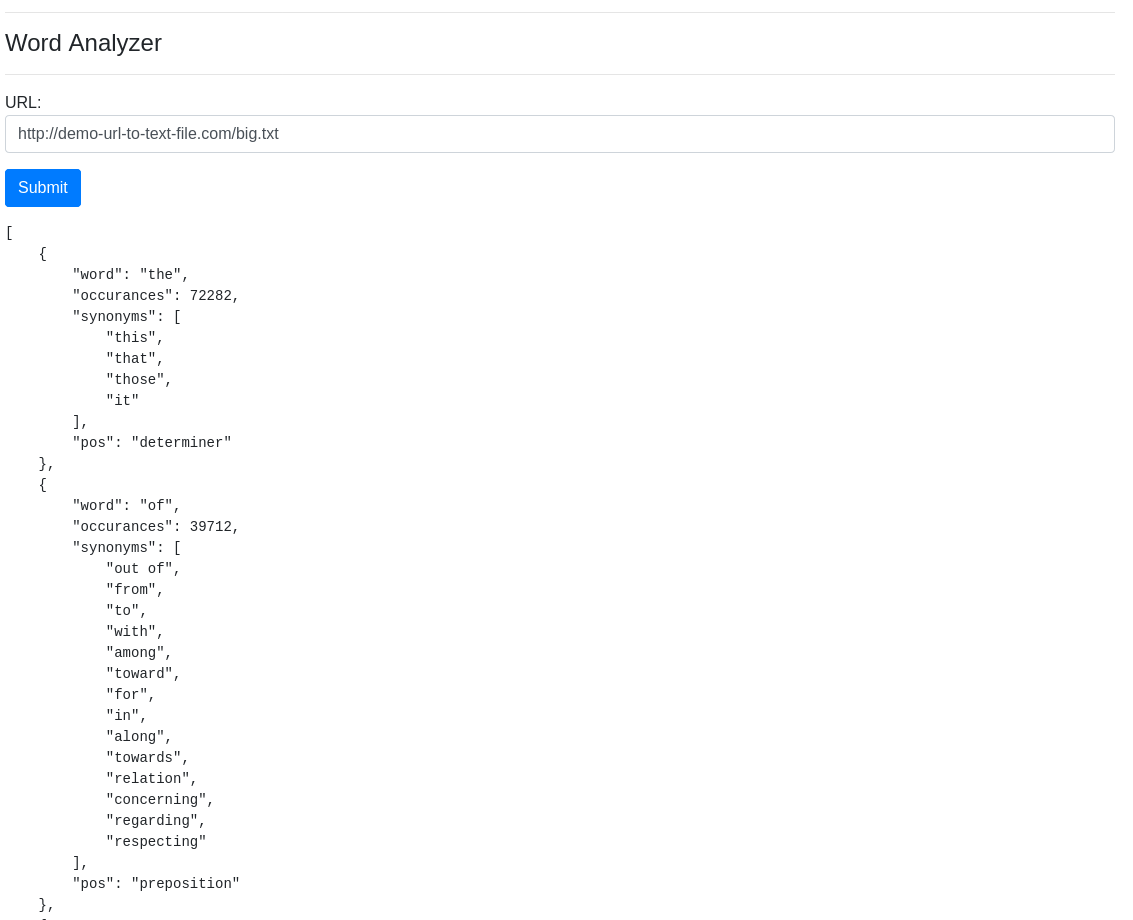 Word Analyzer
URL:
http://demo-url-to-text-file.com/big.txt
Submit
[
    {
        "word": "the",
        "occurances": 72282,
        "synonyms": [
            "this",
            "that",
            "those",
            "it"
        ],
        "pos": "determiner"
    },
    {
        "word": "of",
        "occurances": 39712,
        "synonyms": [
            "out of",
            "from",
            "to",
            "with",
            "among",
            "toward",
            "for",
            "in",
            "along",
            "towards",
            "relation",
            "concerning",
            "regarding",
            "respecting"
        ],
        "pos": "preposition"
    },